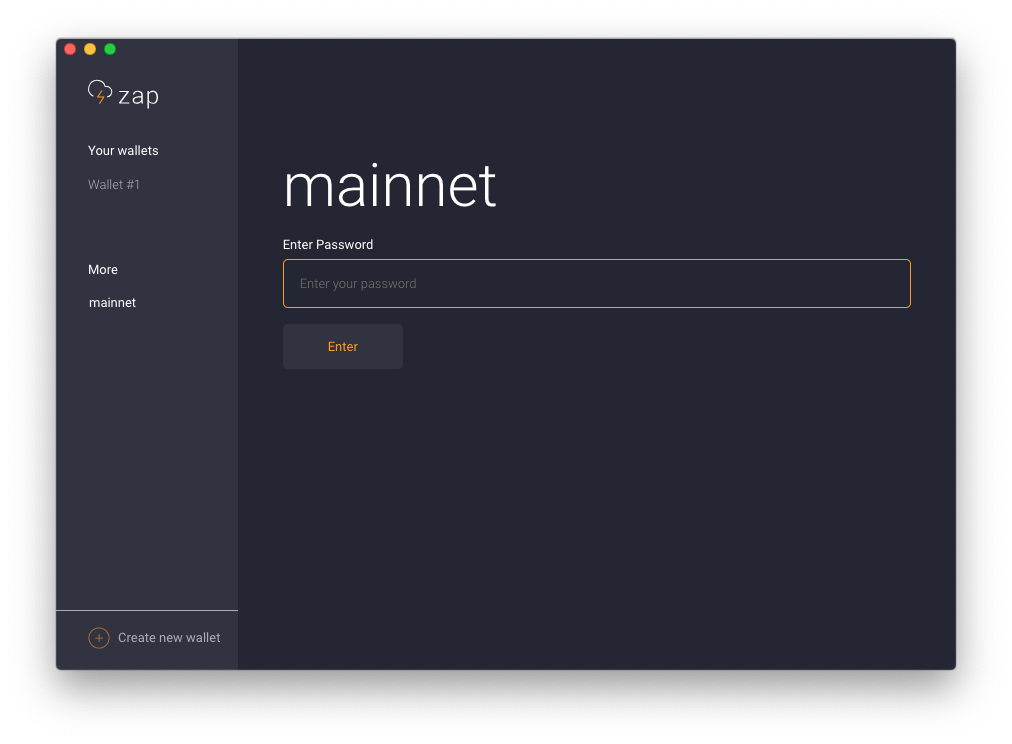 zap
Your wallets
Wallet #1
More
mainnet
Create new wallet
mainnet
Enter Password
Enter your password
Enter